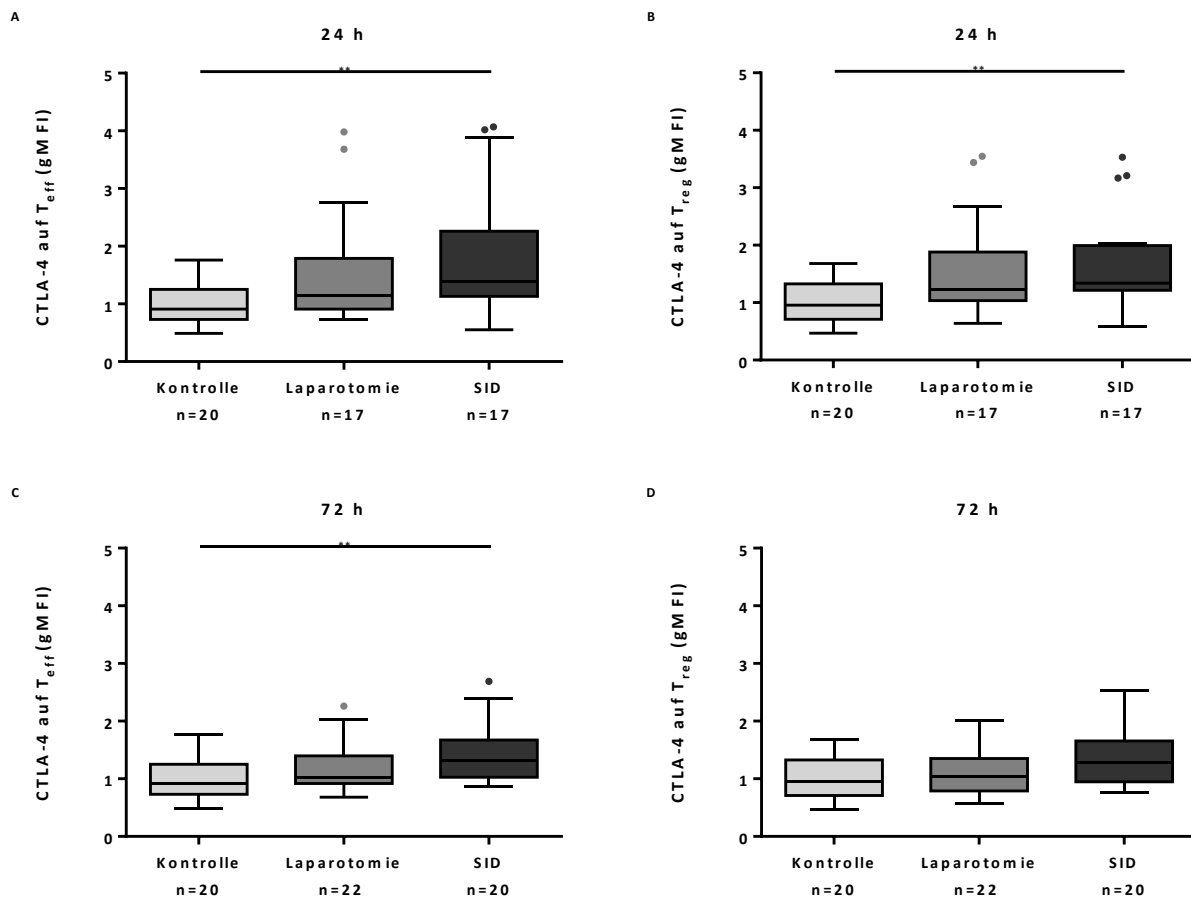 A
24 h
**
CTLA-4 auf Teff (gMFI)
5
4
3
2
1
0
Kontrolle Laparotomie SID
n=20 n=17 n=17
B
24 h
**
CTLA-4 auf Treg (gMFI)
5
4
3
2
1
0
Kontrolle Laparotomie SID
n=20 n=17 n=17
C
72 h
**
CTLA-4 auf Teff (gMFI)
5
4
3
2
1
0
Kontrolle Laparotomie SID
n=20 n=22 n=20
D
72 h
CTLA-4 auf Treg (gMFI)
5
4
3
2
1
0
Kontrolle Laparotomie SID
n=20 n=22 n=20